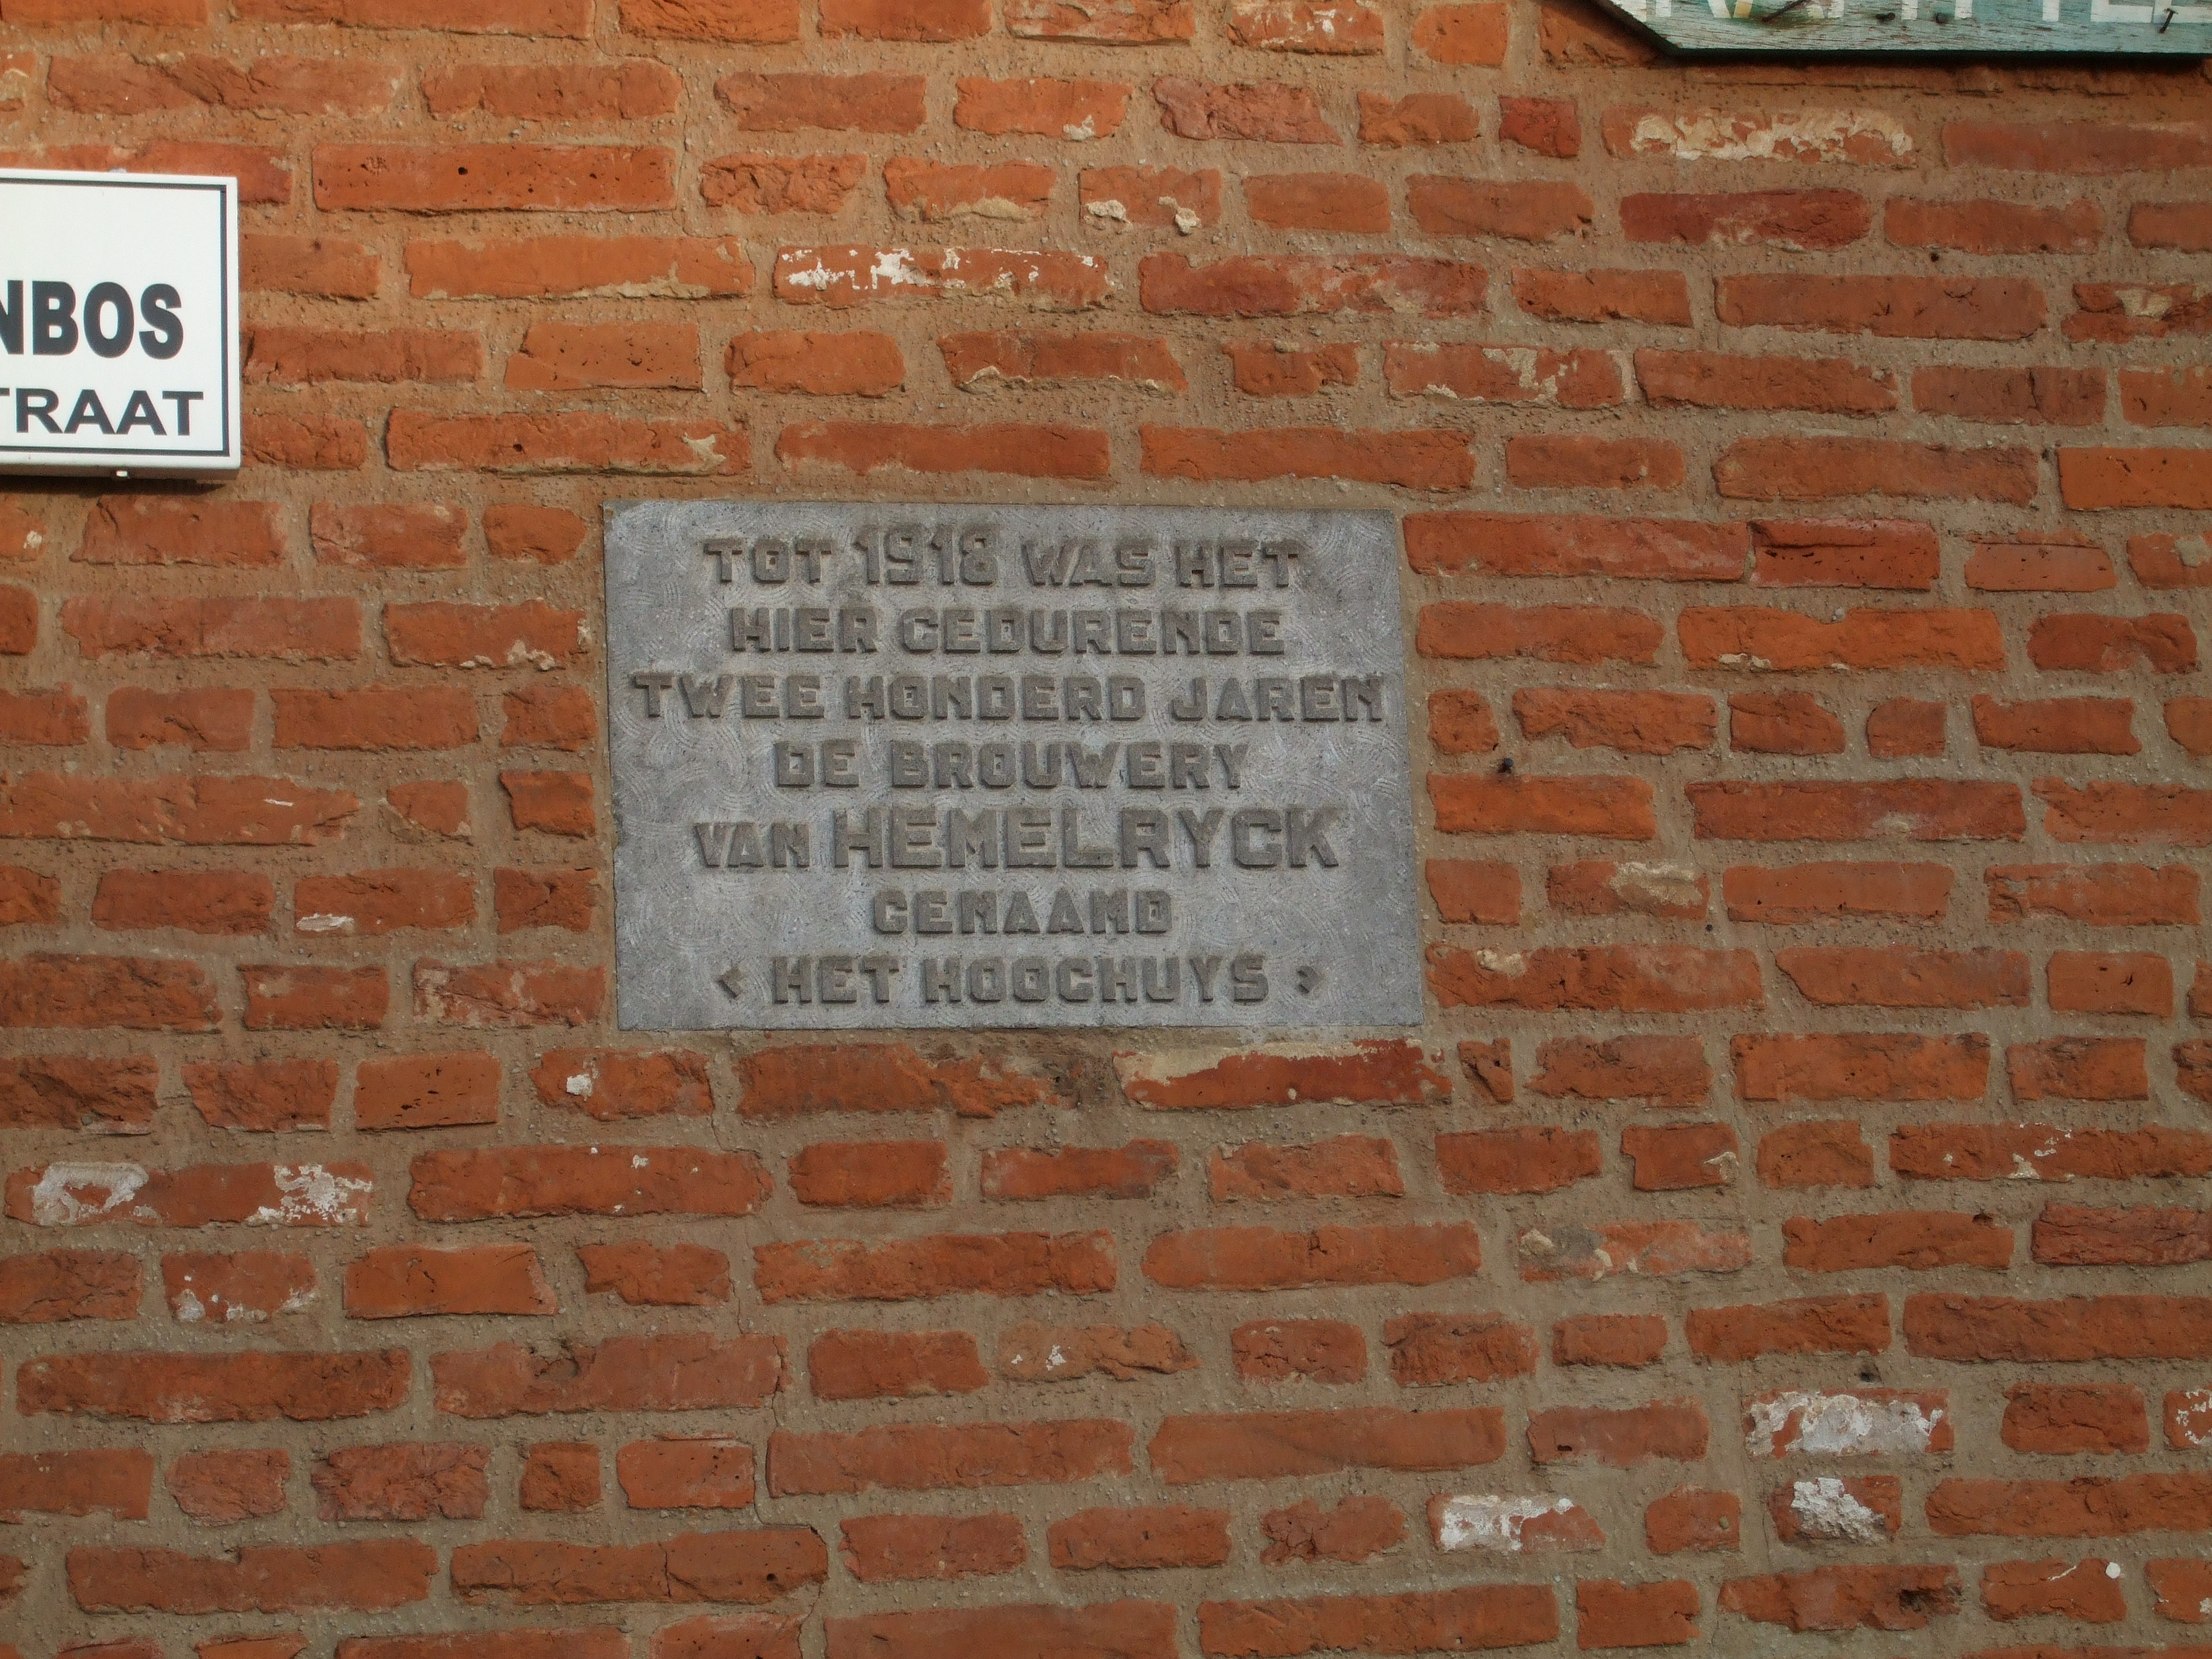 NBOS
TRAAT
TOT 1918 WAS HET
HIER GEDURENDE
TWEE HONDERD JAREN
DE BROUWERY
VAN HEMELRYCK
GENAAMD
‹ HET HOOGHUYS ›